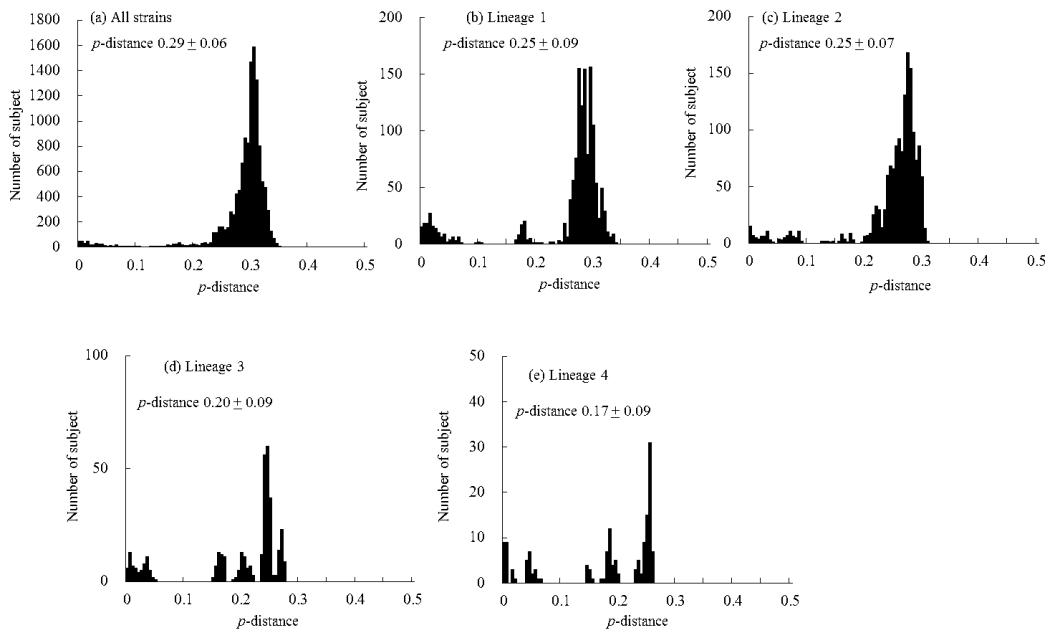 (a) All strains
p-distance 0.29 ± 0.06
Number of subject
1800
1600
1400
1200
1000
800
600
400
200
0
0 0.1 0.2 0.3 0.4 0.5
p-distance
(b) Lineage 1
p-distance 0.25 ± 0.09
Number of subject
200
150
100
50
0
0 0.1 0.2 0.3 0.4 0.5
p-distance
(c) Lineage 2
p-distance 0.25 ± 0.07
Number of subject
200
150
100
50
0
0 0.1 0.2 0.3 0.4 0.5
p-distance
(d) Lineage 3
p-distance 0.20 ± 0.09
Number of subject
100
50
0
0 0.1 0.2 0.3 0.4 0.5
p-distance
(e) Lineage 4
p-distance 0.17 ± 0.09
Number of subject
50
40
30
20
10
0
0 0.1 0.2 0.3 0.4 0.5
p-distance